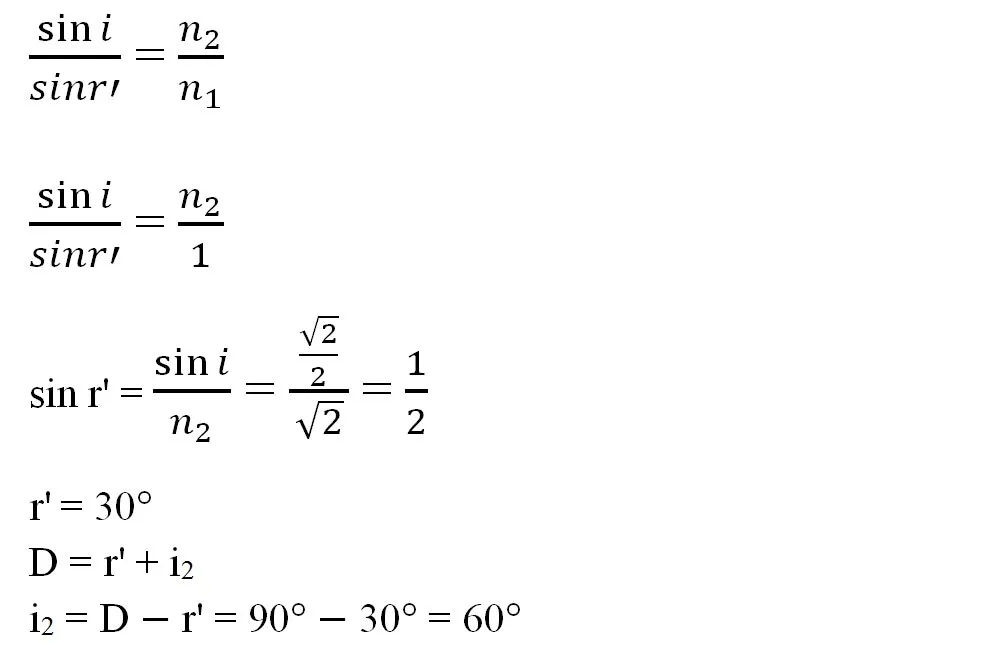 sin i / sinr′ = n₂ / n₁
sin i / sinr′ = n₂ / 1
sin r' = sin i / n₂ = (√2 / 2) / √2 = 1 / 2
r' = 30°
D = r' + i₂
i₂ = D – r' = 90° – 30° = 60°